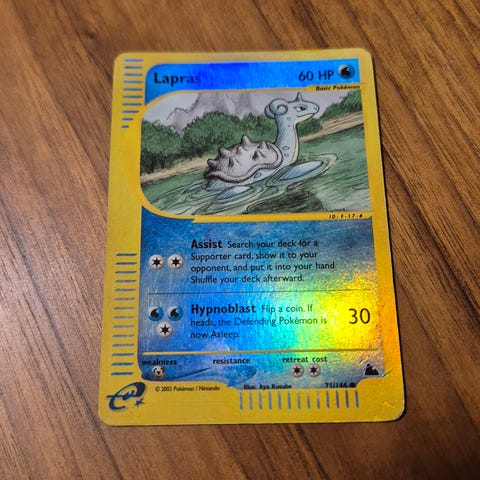 Lapras 60 HP
Basic Pokémon
ID-F-17-#
Assist Search your deck for a
Supporter card, show it to your
opponent, and put it into your hand
Shuffle your deck afterward.
Hypnoblast Flip a coin. If
heads, the Defending Pokémon is
now Asleep.
30
weakness resistance retreat cost
© 2003 Pokémon / Nintendo Illus. Aya Kusube 71/144
e